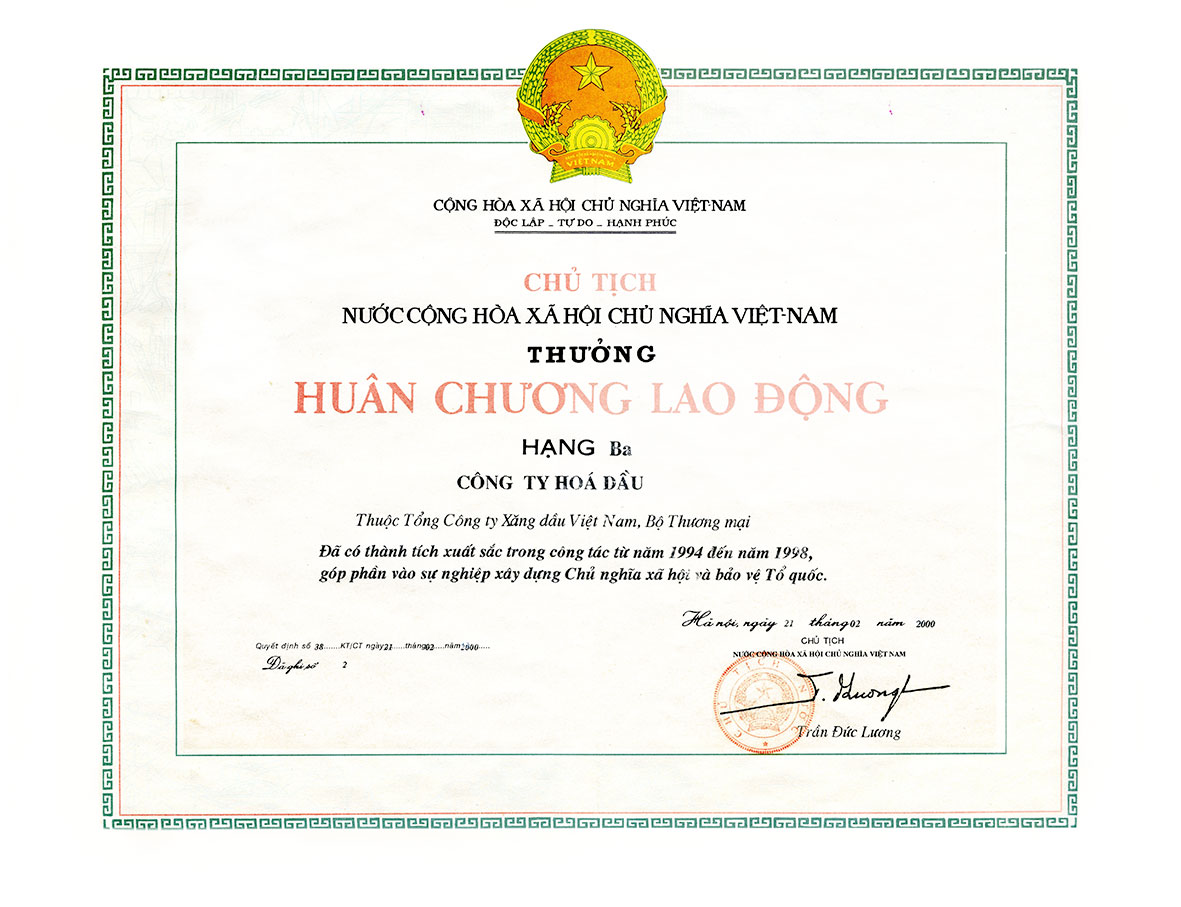 VIỆT NAM
CỘNG HÒA XÃ HỘI CHỦ NGHĨA VIỆT-NAM
ĐỘC LẬP - TỰ DO - HẠNH PHÚC
CHỦ TỊCH
NƯỚC CỘNG HÒA XÃ HỘI CHỦ NGHĨA VIỆT-NAM
THƯỞNG
HUÂN CHƯƠNG LAO ĐỘNG
HẠNG Ba
CÔNG TY HOÁ DẦU
Thuộc Tổng Công ty Xăng dầu Việt Nam, Bộ Thương mại
Đã có thành tích xuất sắc trong công tác từ năm 1994 đến năm 1998,
góp phần vào sự nghiệp xây dựng Chủ nghĩa xã hội và bảo vệ Tổ quốc.
Hà nội, ngày 21 tháng 02 năm 2000
CHỦ TỊCH
NƯỚC CỘNG HÒA XÃ HỘI CHỦ NGHĨA VIỆT NAM
Quyết định số 38.......KT/CT ngày 21.....tháng 02....năm 2000.....
Đã ghi sổ 2
CHỦ TỊCH NƯỚC
T. Lương
Trần Đức Lương